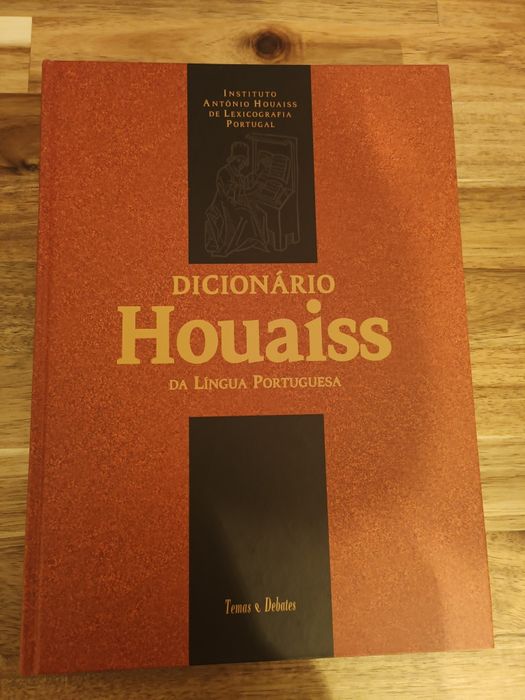 INSTITUTO
ANTÓNIO HOUAISS
DE LEXICOGRAFIA
PORTUGAL
DICIONÁRIO
Houaiss
DA LÍNGUA PORTUGUESA
Temas e Debates